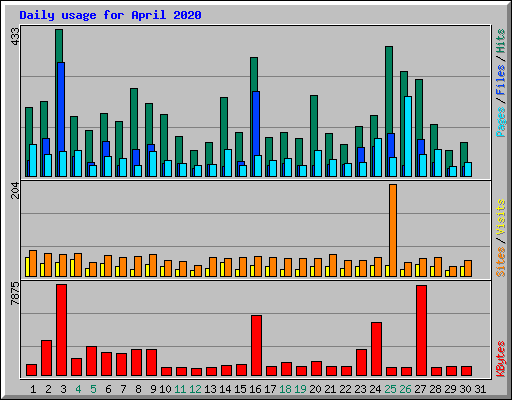 Daily usage for April 2020
433
Pages / Files / Hits
204
Sites / Visits
7875
KBytes
1 2 3 4 5 6 7 8 9 10 11 12 13 14 15 16 17 18 19 20 21 22 23 24 25 26 27 28 29 30 31